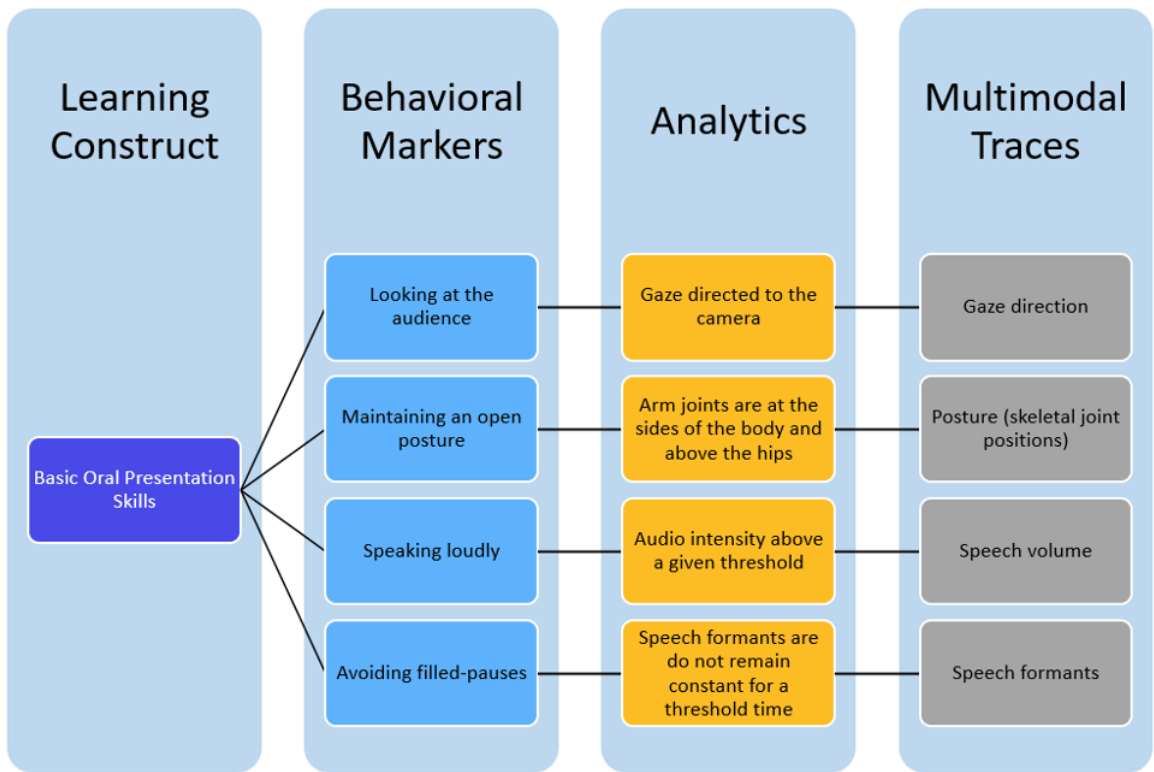 Learning
Construct
Behavioral
Markers
Analytics
Multimodal
Traces
Basic Oral Presentation
Skills
Looking at the
audience
Gaze directed to the
camera
Gaze direction
Maintaining an open
posture
Arm joints are at the
sides of the body and
above the hips
Posture (skeletal joint
positions)
Speaking loudly
Audio intensity above
a given threshold
Speech volume
Avoiding filled-pauses
Speech formants are
do not remain
constant for a
threshold time
Speech formants